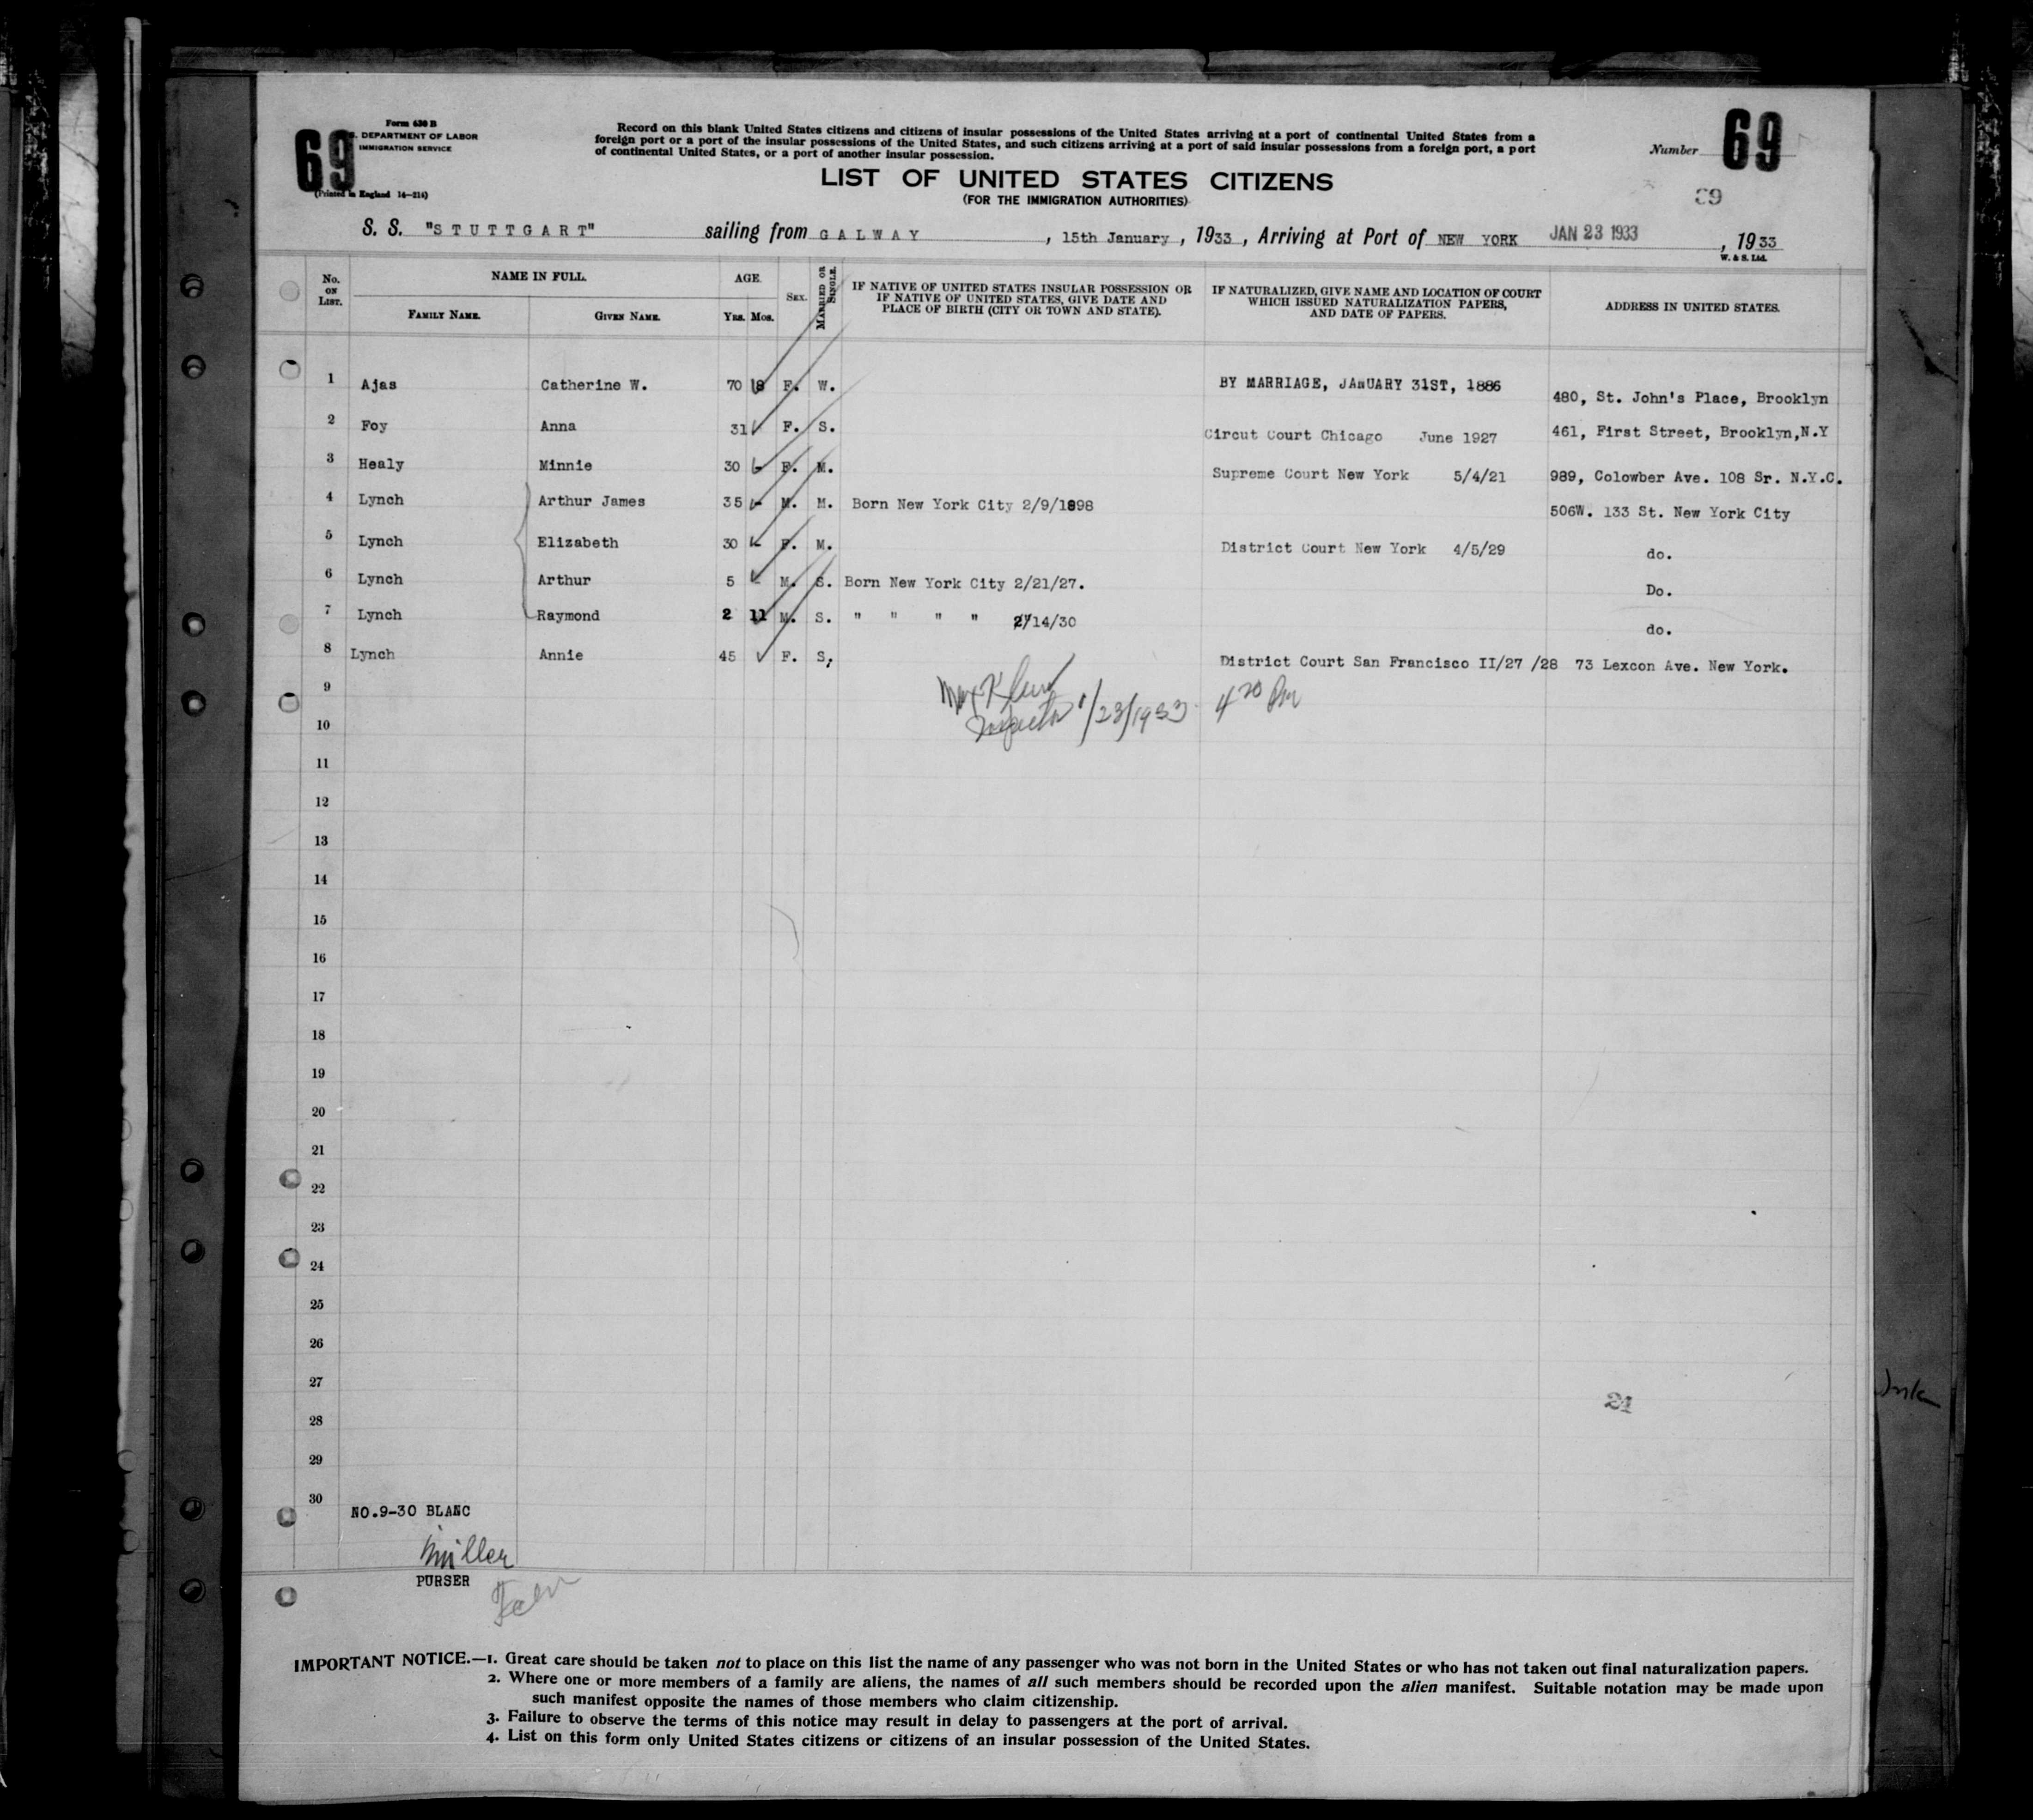 69
Form 630 B
. DEPARTMENT OF LABOR
IMMIGRATION SERVICE
(Printed in England 14—214)
Record on this blank United States citizens and citizens of insular possessions of the United States arriving at a port of continental United States from a
foreign port or a port of the insular possessions of the United States, and such citizens arriving at a port of said insular possessions from a foreign port, a port
of continental United States, or a port of another insular possession.
LIST OF UNITED STATES CITIZENS
(FOR THE IMMIGRATION AUTHORITIES)
Number 69
69
S. S. "STUTTGART" sailing from GALWAY, 15th January, 1933, Arriving at Port of NEW YORK JAN 23 1933, 1933
W. & S. Ltd.
No. ON LIST. NAME IN FULL. AGE. SEX. MARRIED OR SINGLE. IF NATIVE OF UNITED STATES INSULAR POSSESSION OR IF NATIVE OF UNITED STATES, GIVE DATE AND PLACE OF BIRTH (CITY OR TOWN AND STATE). IF NATURALIZED, GIVE NAME AND LOCATION OF COURT WHICH ISSUED NATURALIZATION PAPERS, AND DATE OF PAPERS. ADDRESS IN UNITED STATES.
FAMILY NAME. GIVEN NAME. YRS. MOS.
1 Ajas Catherine W. 70 F. W. BY MARRIAGE, JANUARY 31ST, 1886 480, St. John's Place, Brooklyn
2 Foy Anna 31 F. S. Circut Court Chicago June 1927 461, First Street, Brooklyn,N.Y
3 Healy Minnie 30 F. M. Supreme Court New York 5/4/21 989, Colowber Ave. 108 Sr. N.Y.C.
4 Lynch Arthur James 35 M. M. Born New York City 2/9/1898 506W. 133 St. New York City
5 Lynch Elizabeth 30 F. M. District Court New York 4/5/29 do.
6 Lynch Arthur 5 M. S. Born New York City 2/21/27. Do.
7 Lynch Raymond 2 11 M. S. " " " " 2/14/30 do.
8 Lynch Annie 45 F. S, District Court San Francisco II/27 /28 73 Lexcon Ave. New York.
9
Inspector 1/23/1933 4 20 Pm
10
11
12
13
14
15
16
17
18
19
20
21
22
23
24
25
26
27
21
28
29
30
NO.9-30 BLANC
Müller
PURSER
IMPORTANT NOTICE.—1. Great care should be taken not to place on this list the name of any passenger who was not born in the United States or who has not taken out final naturalization papers.
2. Where one or more members of a family are aliens, the names of all such members should be recorded upon the alien manifest. Suitable notation may be made upon
such manifest opposite the names of those members who claim citizenship.
3. Failure to observe the terms of this notice may result in delay to passengers at the port of arrival.
4. List on this form only United States citizens or citizens of an insular possession of the United States.